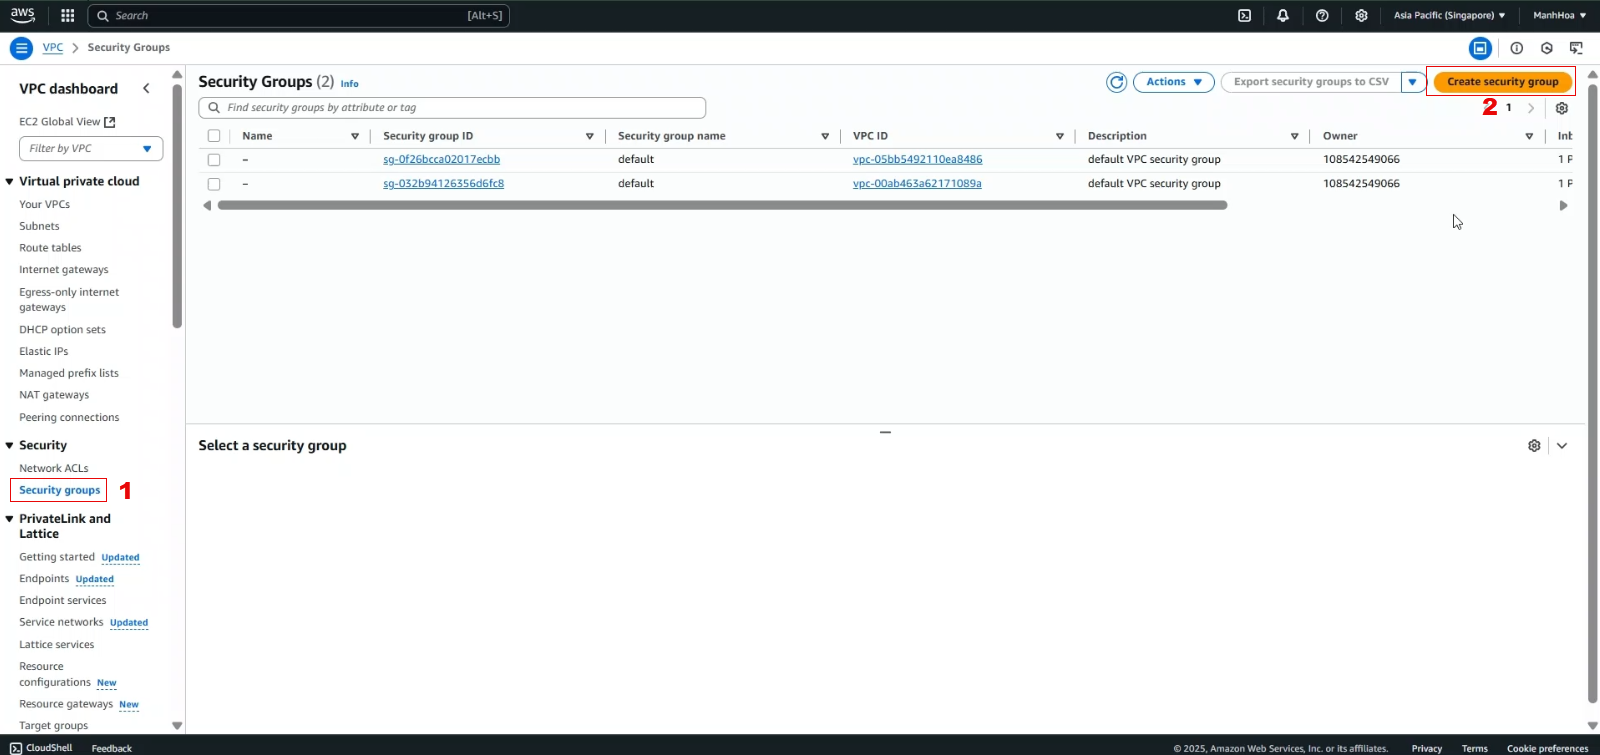 aws
Search [Alt+S]
Asia Pacific (Singapore)
ManhHoa
VPC > Security Groups
VPC dashboard
EC2 Global View
Filter by VPC
Virtual private cloud
Your VPCs
Subnets
Route tables
Internet gateways
Egress-only internet
gateways
DHCP option sets
Elastic IPs
Managed prefix lists
NAT gateways
Peering connections
Security
Network ACLs
Security groups 1
PrivateLink and
Lattice
Getting started Updated
Endpoints Updated
Endpoint services
Service networks Updated
Lattice services
Resource
configurations New
Resource gateways New
Target groups
Security Groups (2) Info
Actions
Export security groups to CSV
Create security group
Find security groups by attribute or tag
2 1
Name Security group ID Security group name VPC ID Description Owner Int
– sg-0f26bcca02017ecbb default vpc-05bb5492110ea8486 default VPC security group 108542549066 1 P
– sg-032b94126356d6fc8 default vpc-00ab463a62171089a default VPC security group 108542549066 1 P
Select a security group
CloudShell Feedback
© 2025, Amazon Web Services, Inc. or its affiliates. Privacy Terms Cookie preferences